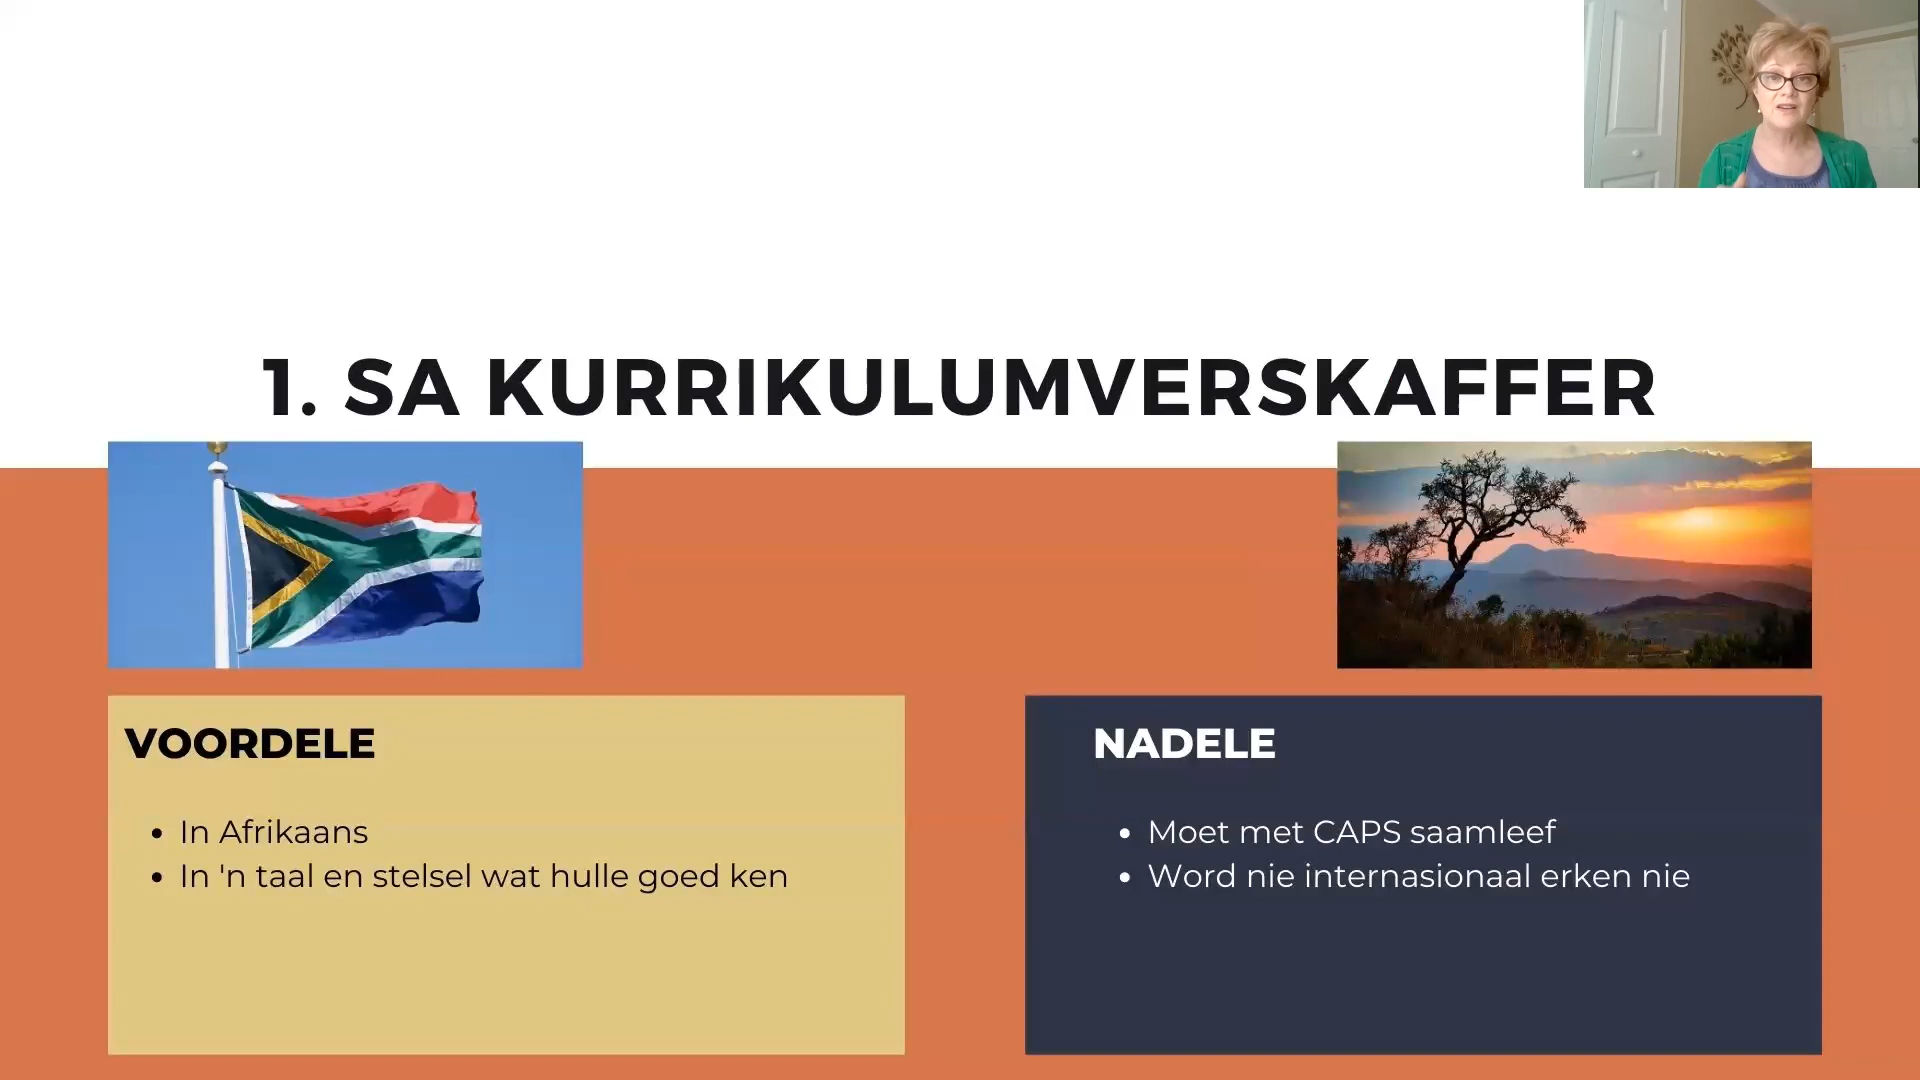 1. SA KURRIKULUMVERSKAFFER
VOORDELE
• In Afrikaans
• In 'n taal en stelsel wat hulle goed ken
NADELE
• Moet met CAPS saamleef
• Word nie internasionaal erken nie